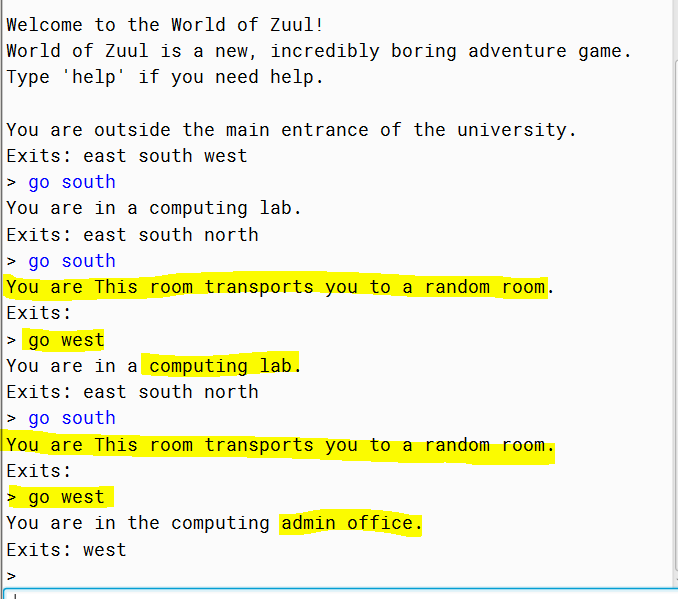 Welcome to the World of Zuul!
World of Zuul is a new, incredibly boring adventure game.
Type 'help' if you need help.
You are outside the main entrance of the university.
Exits: east south west
> go south
You are in a computing lab.
Exits: east south north
> go south
You are This room transports you to a random room.
Exits:
> go west
You are in a computing lab.
Exits: east south north
> go south
You are This room transports you to a random room.
Exits:
> go west
You are in the computing admin office.
Exits: west
>